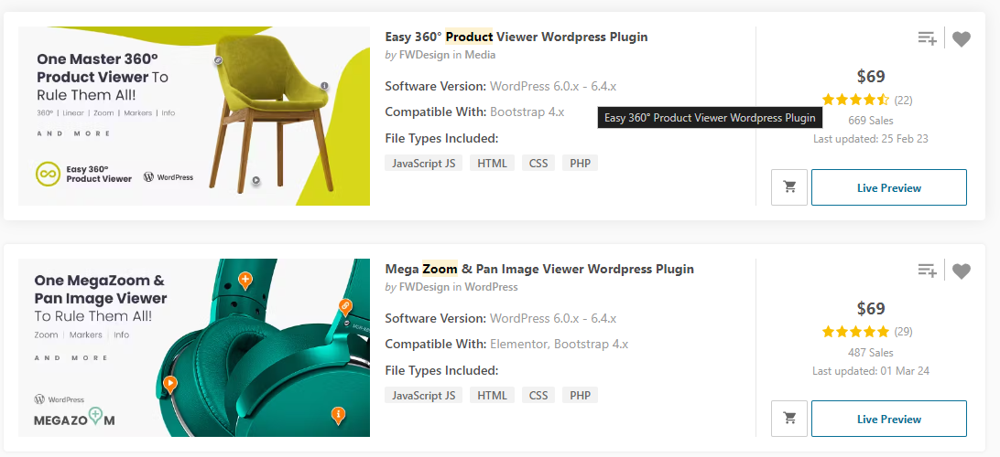 One Master 360°
Product Viewer To
Rule Them All!
360° | Linear | Zoom | Markers | Info
AND MORE
Easy 360°
Product Viewer
WordPress
Easy 360° Product Viewer Wordpress Plugin
by FWDesign in Media
Software Version: WordPress 6.0.x - 6.4.x
Compatible With: Bootstrap 4.x
File Types Included:
JavaScript JS HTML CSS PHP
Easy 360° Product Viewer Wordpress Plugin
$69
(22)
669 Sales
Last updated: 25 Feb 23
Live Preview
One MegaZoom &
Pan Image Viewer
To Rule Them All!
Zoom | Markers | Info
AND MORE
WordPress
MEGAZOOM
Mega Zoom & Pan Image Viewer Wordpress Plugin
by FWDesign in WordPress
Software Version: WordPress 6.0.x - 6.4.x
Compatible With: Elementor, Bootstrap 4.x
File Types Included:
JavaScript JS HTML CSS PHP
$69
(29)
487 Sales
Last updated: 01 Mar 24
Live Preview